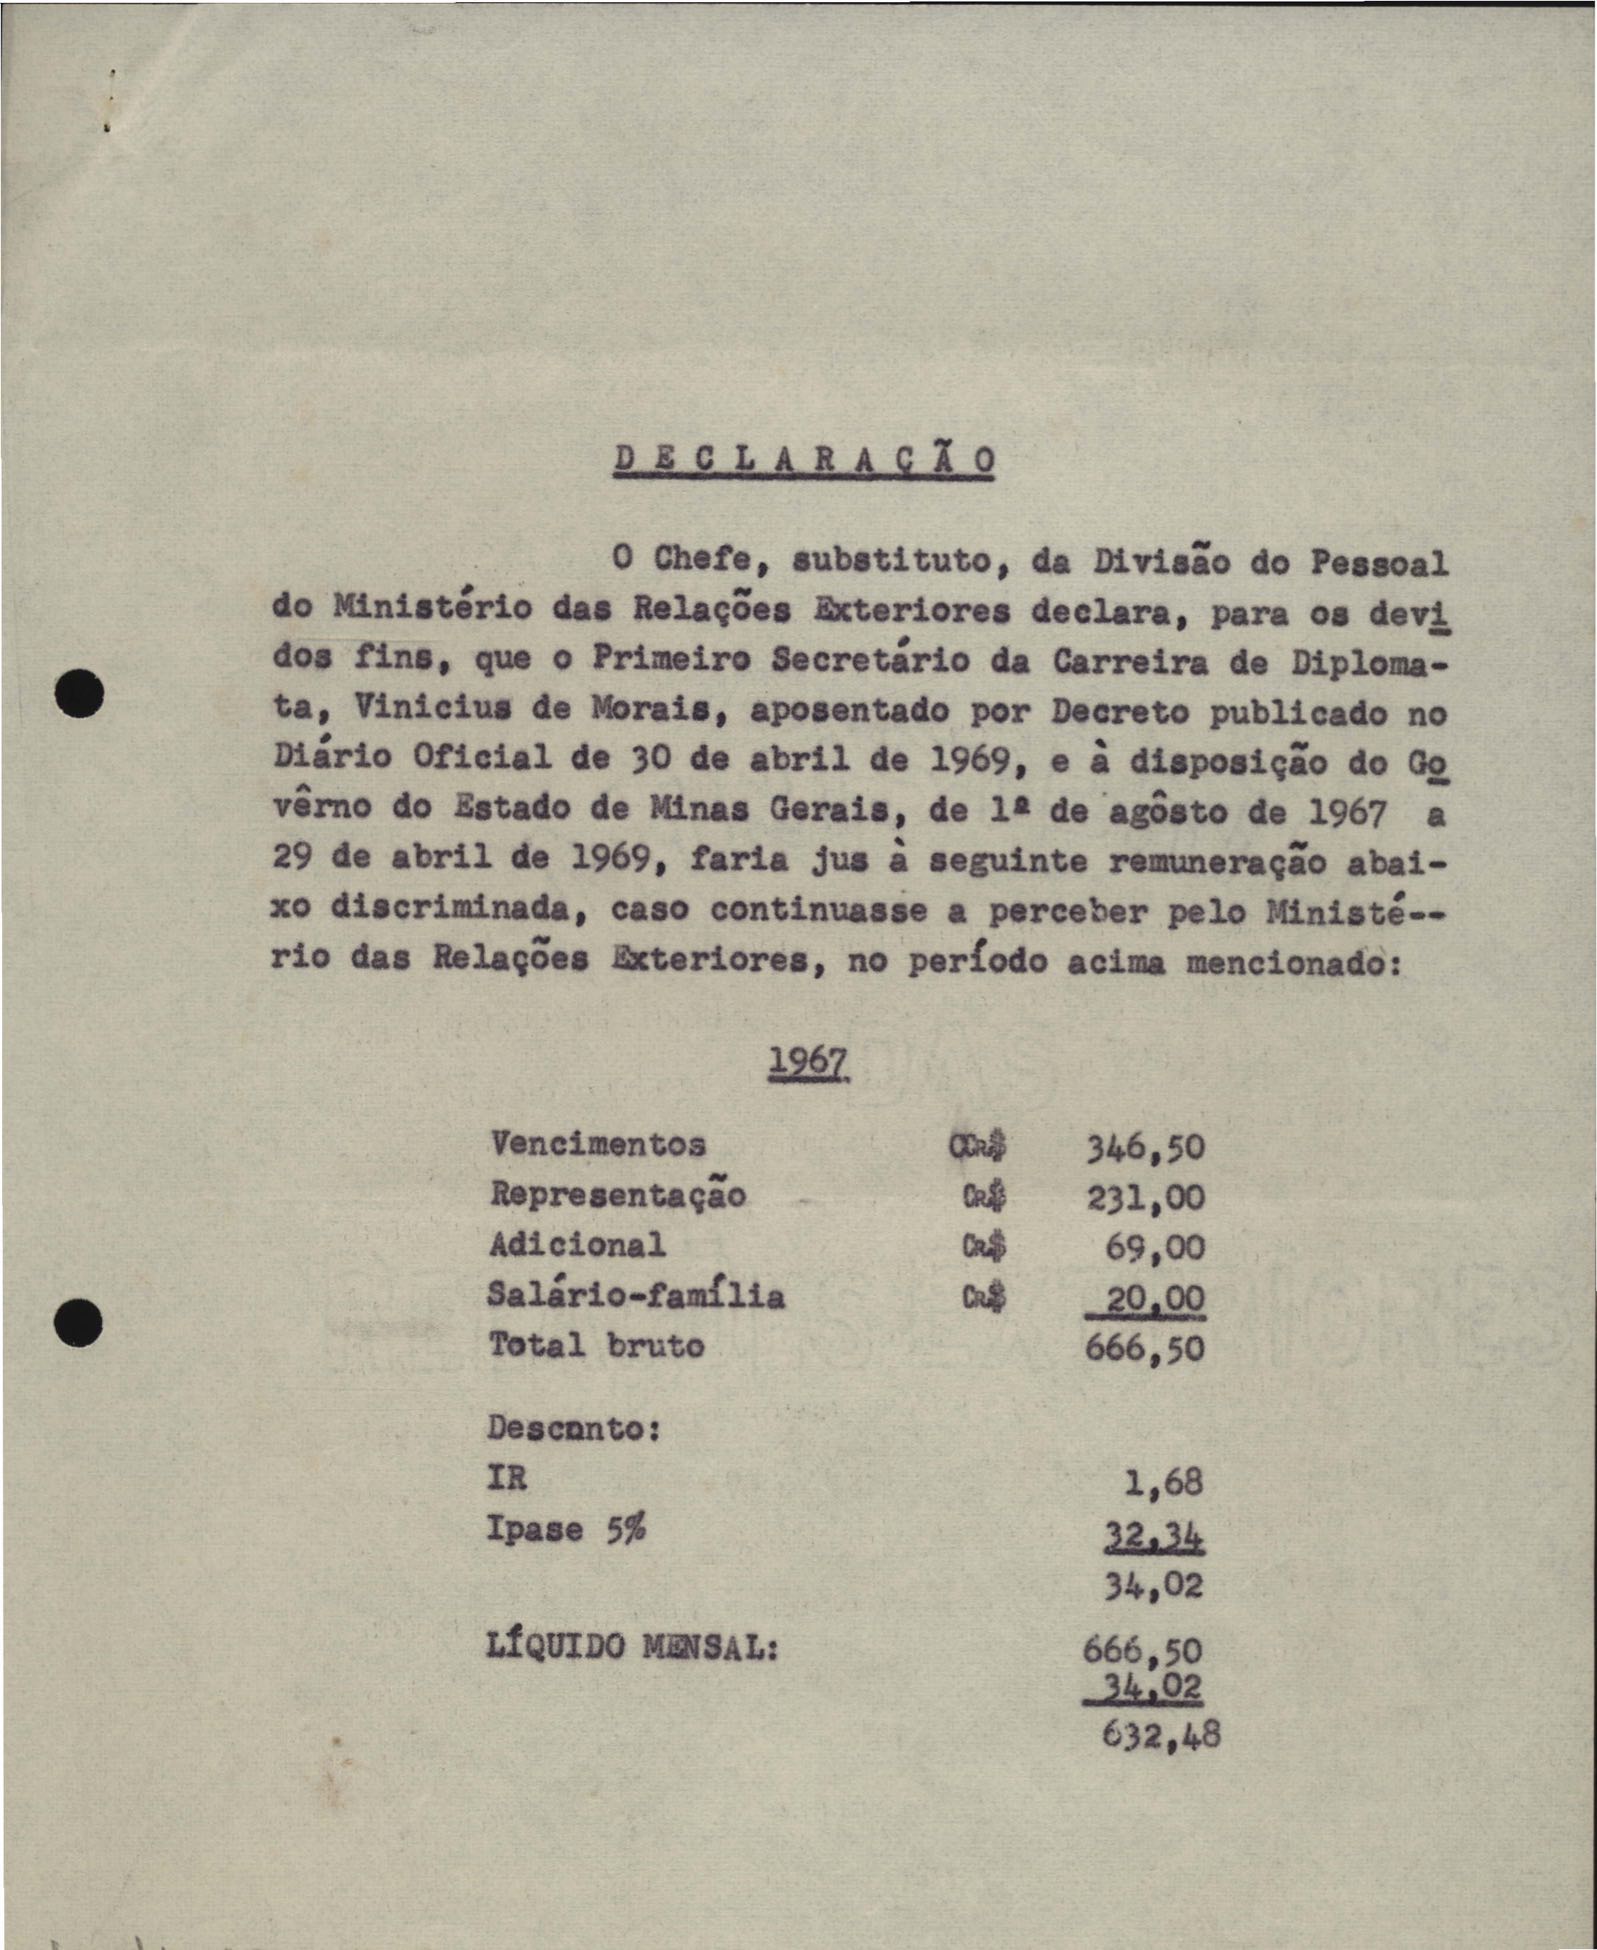 D E C L A R A Ç Ã O
O Chefe, substituto, da Divisão do Pessoal
do Ministério das Relações Exteriores declara, para os devi
dos fins, que o Primeiro Secretário da Carreira de Diploma-
ta, Vinicius de Morais, aposentado por Decreto publicado no
Diário Oficial de 30 de abril de 1969, e à disposição do Go
vêrno do Estado de Minas Gerais, de 1º de agôsto de 1967 a
29 de abril de 1969, faria jus à seguinte remuneração abai-
xo discriminada, caso continuasse a perceber pelo Ministé--
rio das Relações Exteriores, no período acima mencionado:
1967
Vencimentos CCR$ 346,50
Representação CR$ 231,00
Adicional CR$ 69,00
Salário-família CR$ 20,00
Total bruto 666,50
Desconto:
IR 1,68
Ipase 5% 32,34
34,02
LÍQUIDO MENSAL: 666,50
34,02
632,48